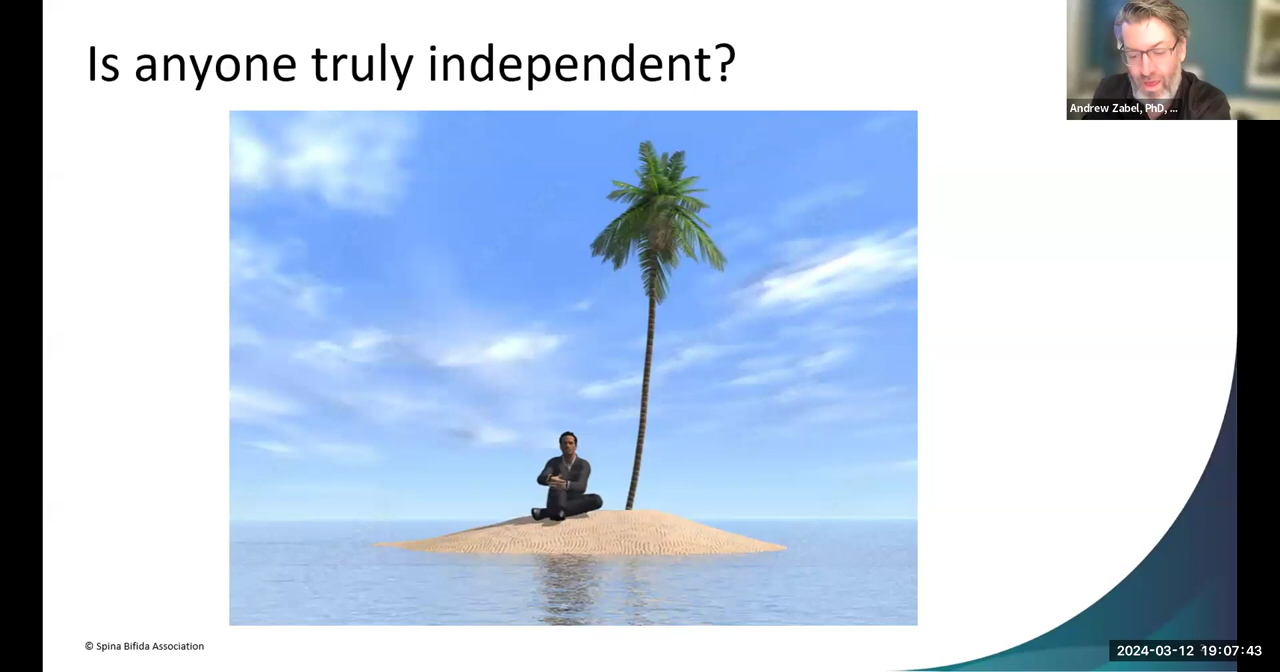 Is anyone truly independent?
Andrew Zabel, PhD, ...
© Spina Bifida Association
2024-03-12 19:07:43